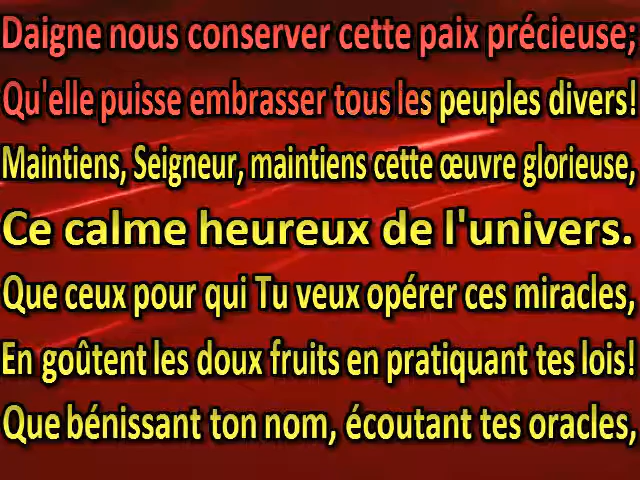 Daigne nous conserver cette paix précieuse;
Qu'elle puisse embrasser tous les peuples divers!
Maintiens, Seigneur, maintiens cette œuvre glorieuse,
Ce calme heureux de l'univers.
Que ceux pour qui Tu veux opérer ces miracles,
En goûtent les doux fruits en pratiquant tes lois!
Que bénissant ton nom, écoutant tes oracles,